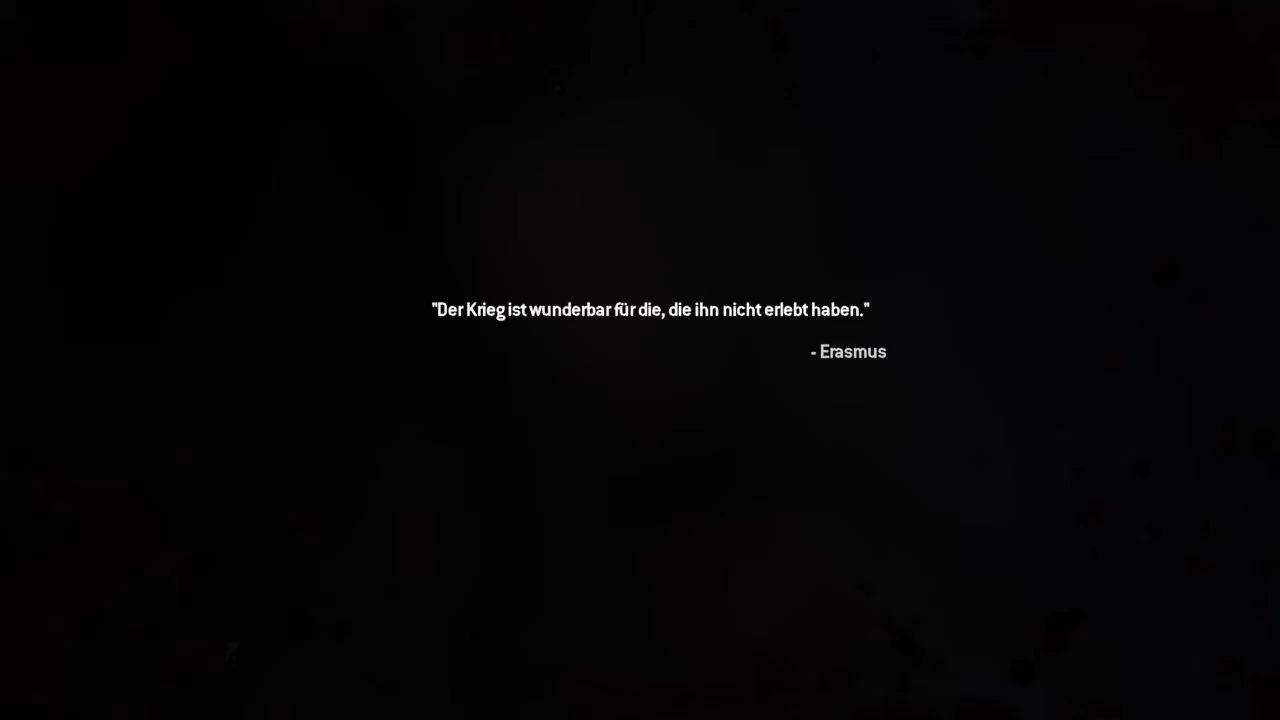 "Der Krieg ist wunderbar für die, die ihn nicht erlebt haben."
- Erasmus